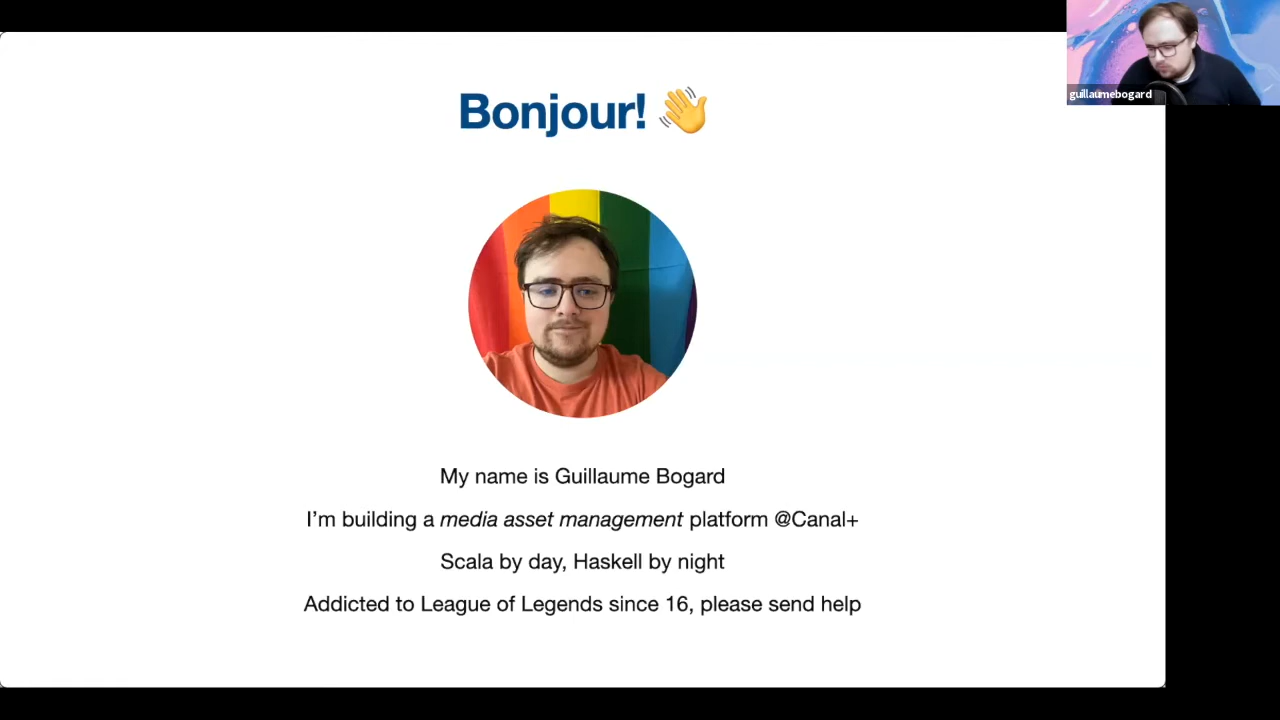 guillaumebogard
Bonjour! 👋
My name is Guillaume Bogard
I'm building a media asset management platform @Canal+
Scala by day, Haskell by night
Addicted to League of Legends since 16, please send help